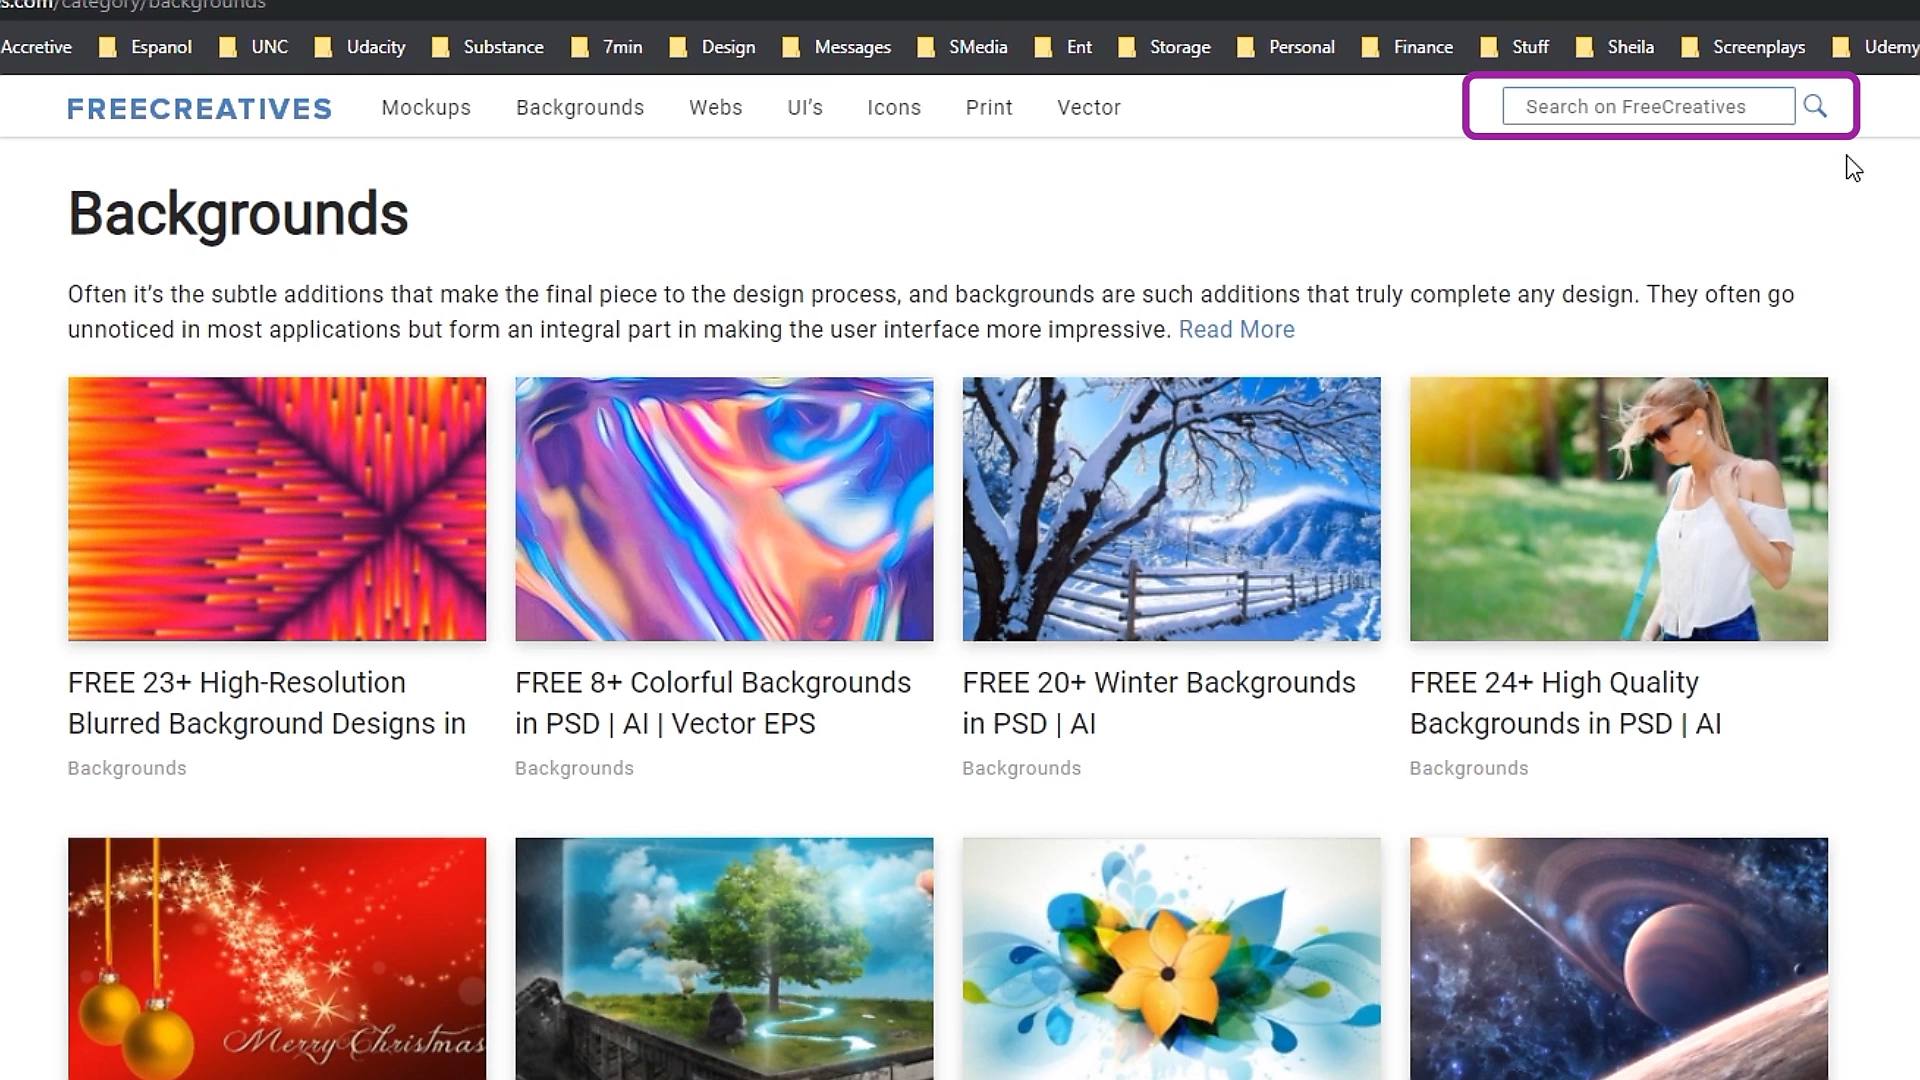 s.com/category/backgrounds
Accretive Espanol UNC Udacity Substance 7min Design Messages SMedia Ent Storage Personal Finance Stuff Sheila Screenplays Udemy
FREECREATIVES Mockups Backgrounds Webs UI’s Icons Print Vector Search on FreeCreatives
Backgrounds
Often it’s the subtle additions that make the final piece to the design process, and backgrounds are such additions that truly complete any design. They often go
unnoticed in most applications but form an integral part in making the user interface more impressive. Read More
FREE 23+ High-Resolution
Blurred Background Designs in
Backgrounds
FREE 8+ Colorful Backgrounds
in PSD | AI | Vector EPS
Backgrounds
FREE 20+ Winter Backgrounds
in PSD | AI
Backgrounds
FREE 24+ High Quality
Backgrounds in PSD | AI
Backgrounds
Merry Christmas